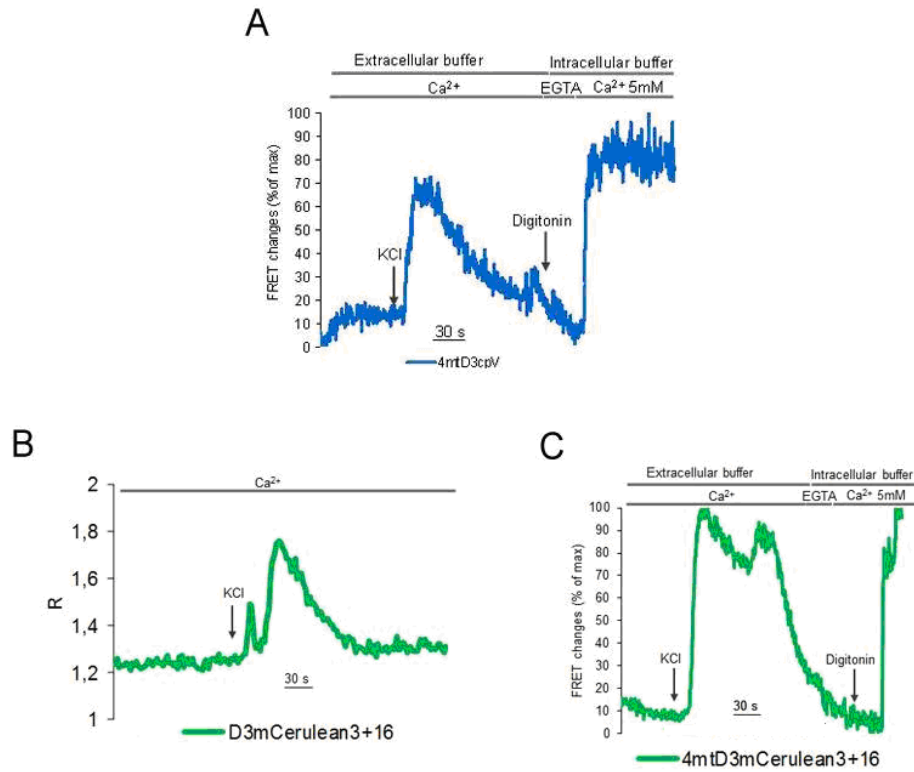 A
Extracellular buffer Intracellular buffer
Ca²⁺ EGTA Ca²⁺ 5mM
FRET changes (%of max)
100
90
80
70
60
50
40
30
20
10
0
KCl
Digitonin
30 s
4mtD3cpV
B
Ca²⁺
R
2
1,8
1,6
1,4
1,2
1
KCl
30 s
D3mCerulean3+16
C
Extracellular buffer Intracellular buffer
Ca²⁺ EGTA Ca²⁺ 5mM
FRET changes (% of max)
100
90
80
70
60
50
40
30
20
10
0
KCl
Digitonin
30 s
4mtD3mCerulean3+16